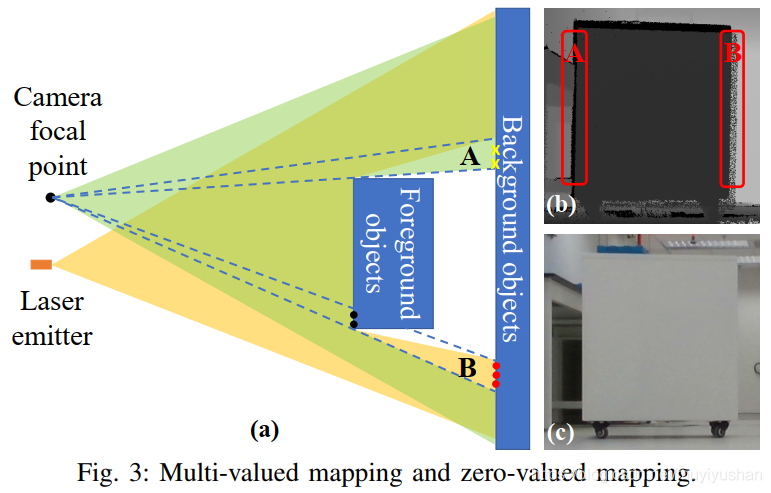 Camera
focal
point
Laser
emitter
A
B
Foreground
objects
Background objects
(a)
A
B
(b)
(c)
Fig. 3: Multi-valued mapping and zero-valued mapping.